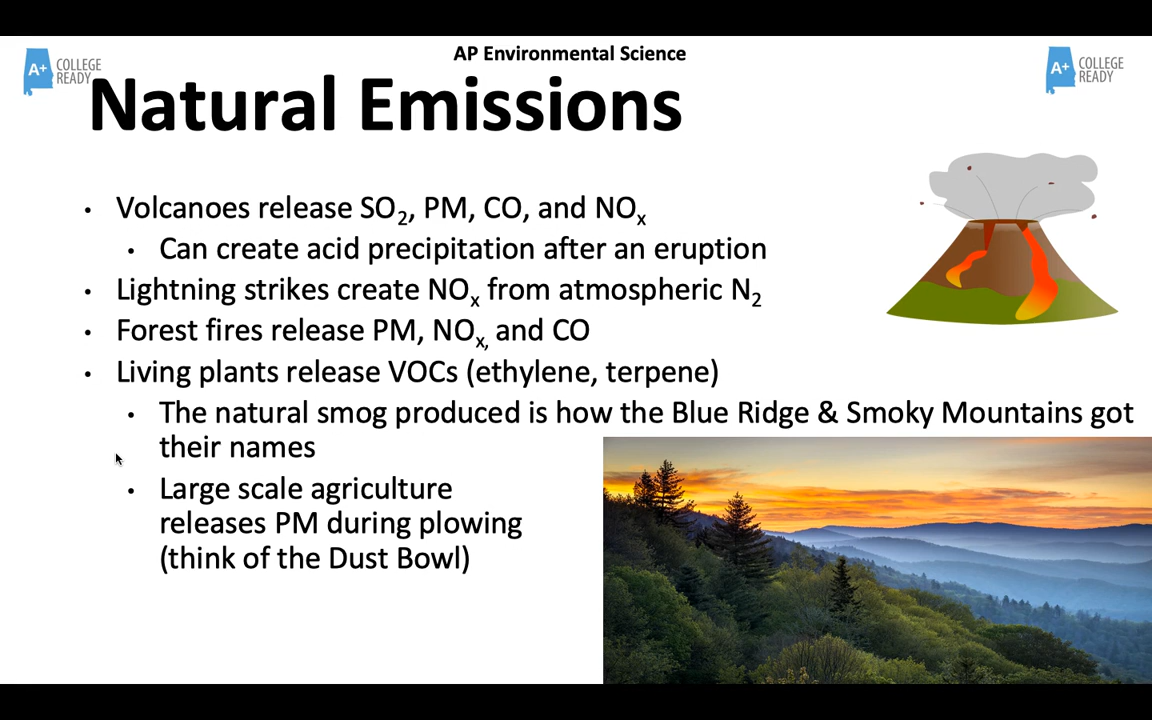 AP Environmental Science
A+ COLLEGE
READY
A+ COLLEGE
READY
Natural Emissions
• Volcanoes release SO₂, PM, CO, and NOₓ
• Can create acid precipitation after an eruption
• Lightning strikes create NOₓ from atmospheric N₂
• Forest fires release PM, NOₓ, and CO
• Living plants release VOCs (ethylene, terpene)
• The natural smog produced is how the Blue Ridge & Smoky Mountains got
their names
• Large scale agriculture
releases PM during plowing
(think of the Dust Bowl)